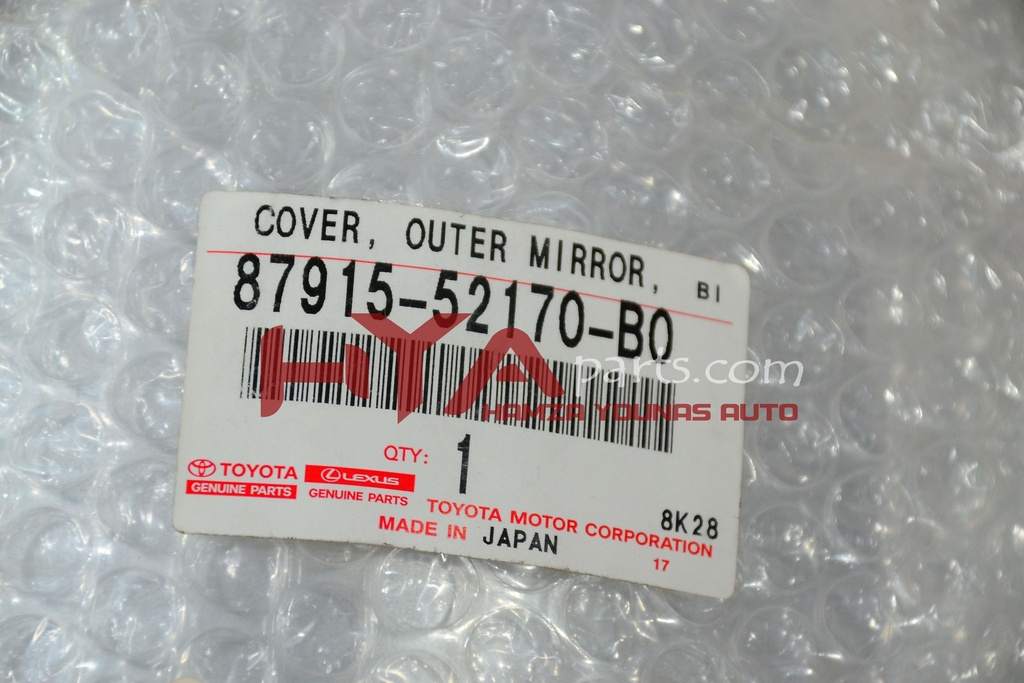 COVER, OUTER MIRROR, BI
87915-52170-B0
HYA parts.com
HAMZA YOUNAS AUTO
QTY: 1
TOYOTA
GENUINE PARTS
LEXUS
GENUINE PARTS
8K28
TOYOTA MOTOR CORPORATION
MADE IN JAPAN
17